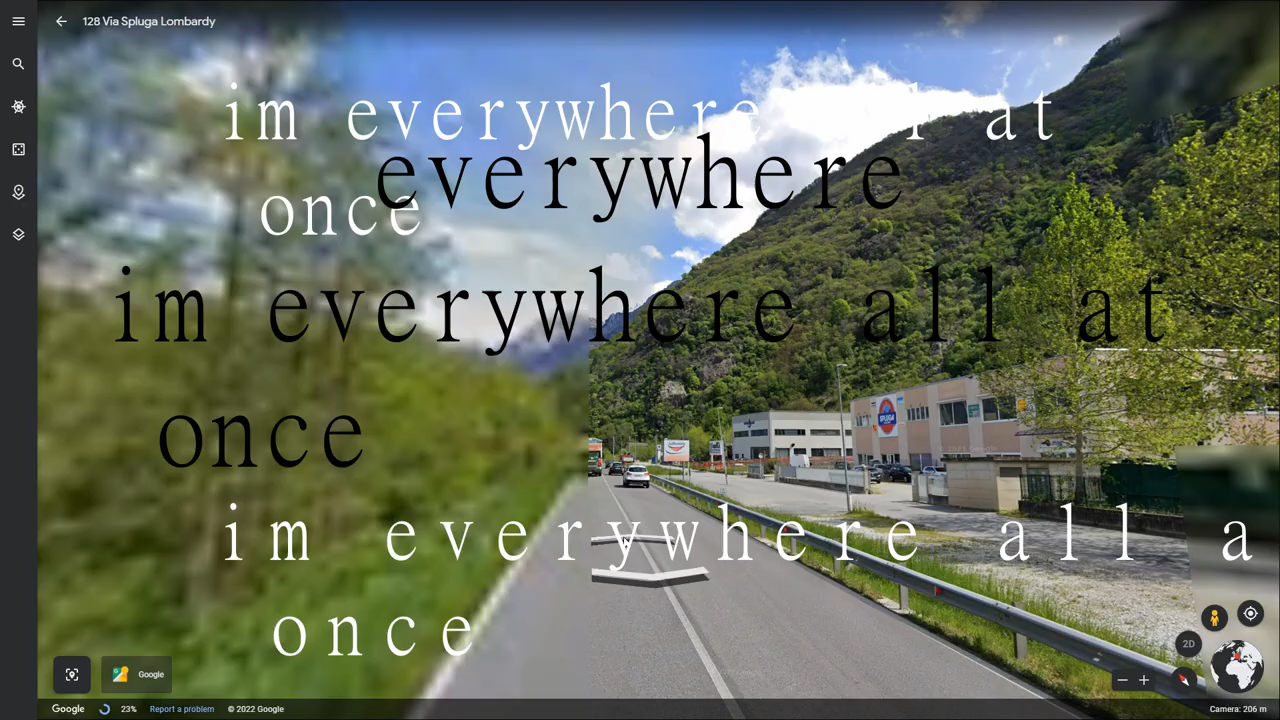 128 Via Spluga Lombardy
im everywhere all at
once
everywhere
im everywhere all at
once
SPLUGA
im everywhere all a
once
2D
Google
Google
23%
Report a problem
© 2022 Google
Camera: 206 m